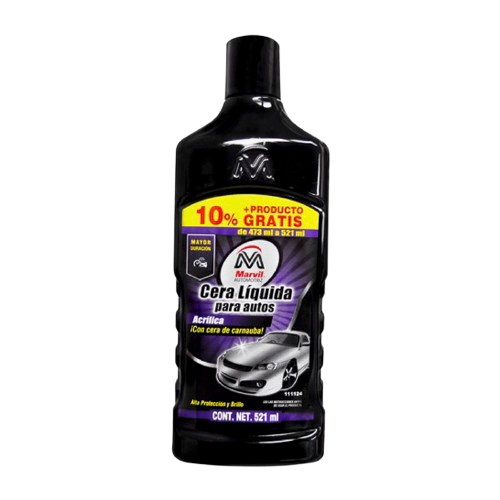 10% +PRODUCTO
GRATIS
de 473 ml a 521 ml
MAYOR
DURACIÓN
Marvil
AUTOMOTRIZ
Cera Líquida
para autos
Acrílica
¡Con cera de carnauba!
Alta Protección y Brillo
CONT. NET. 521 ml